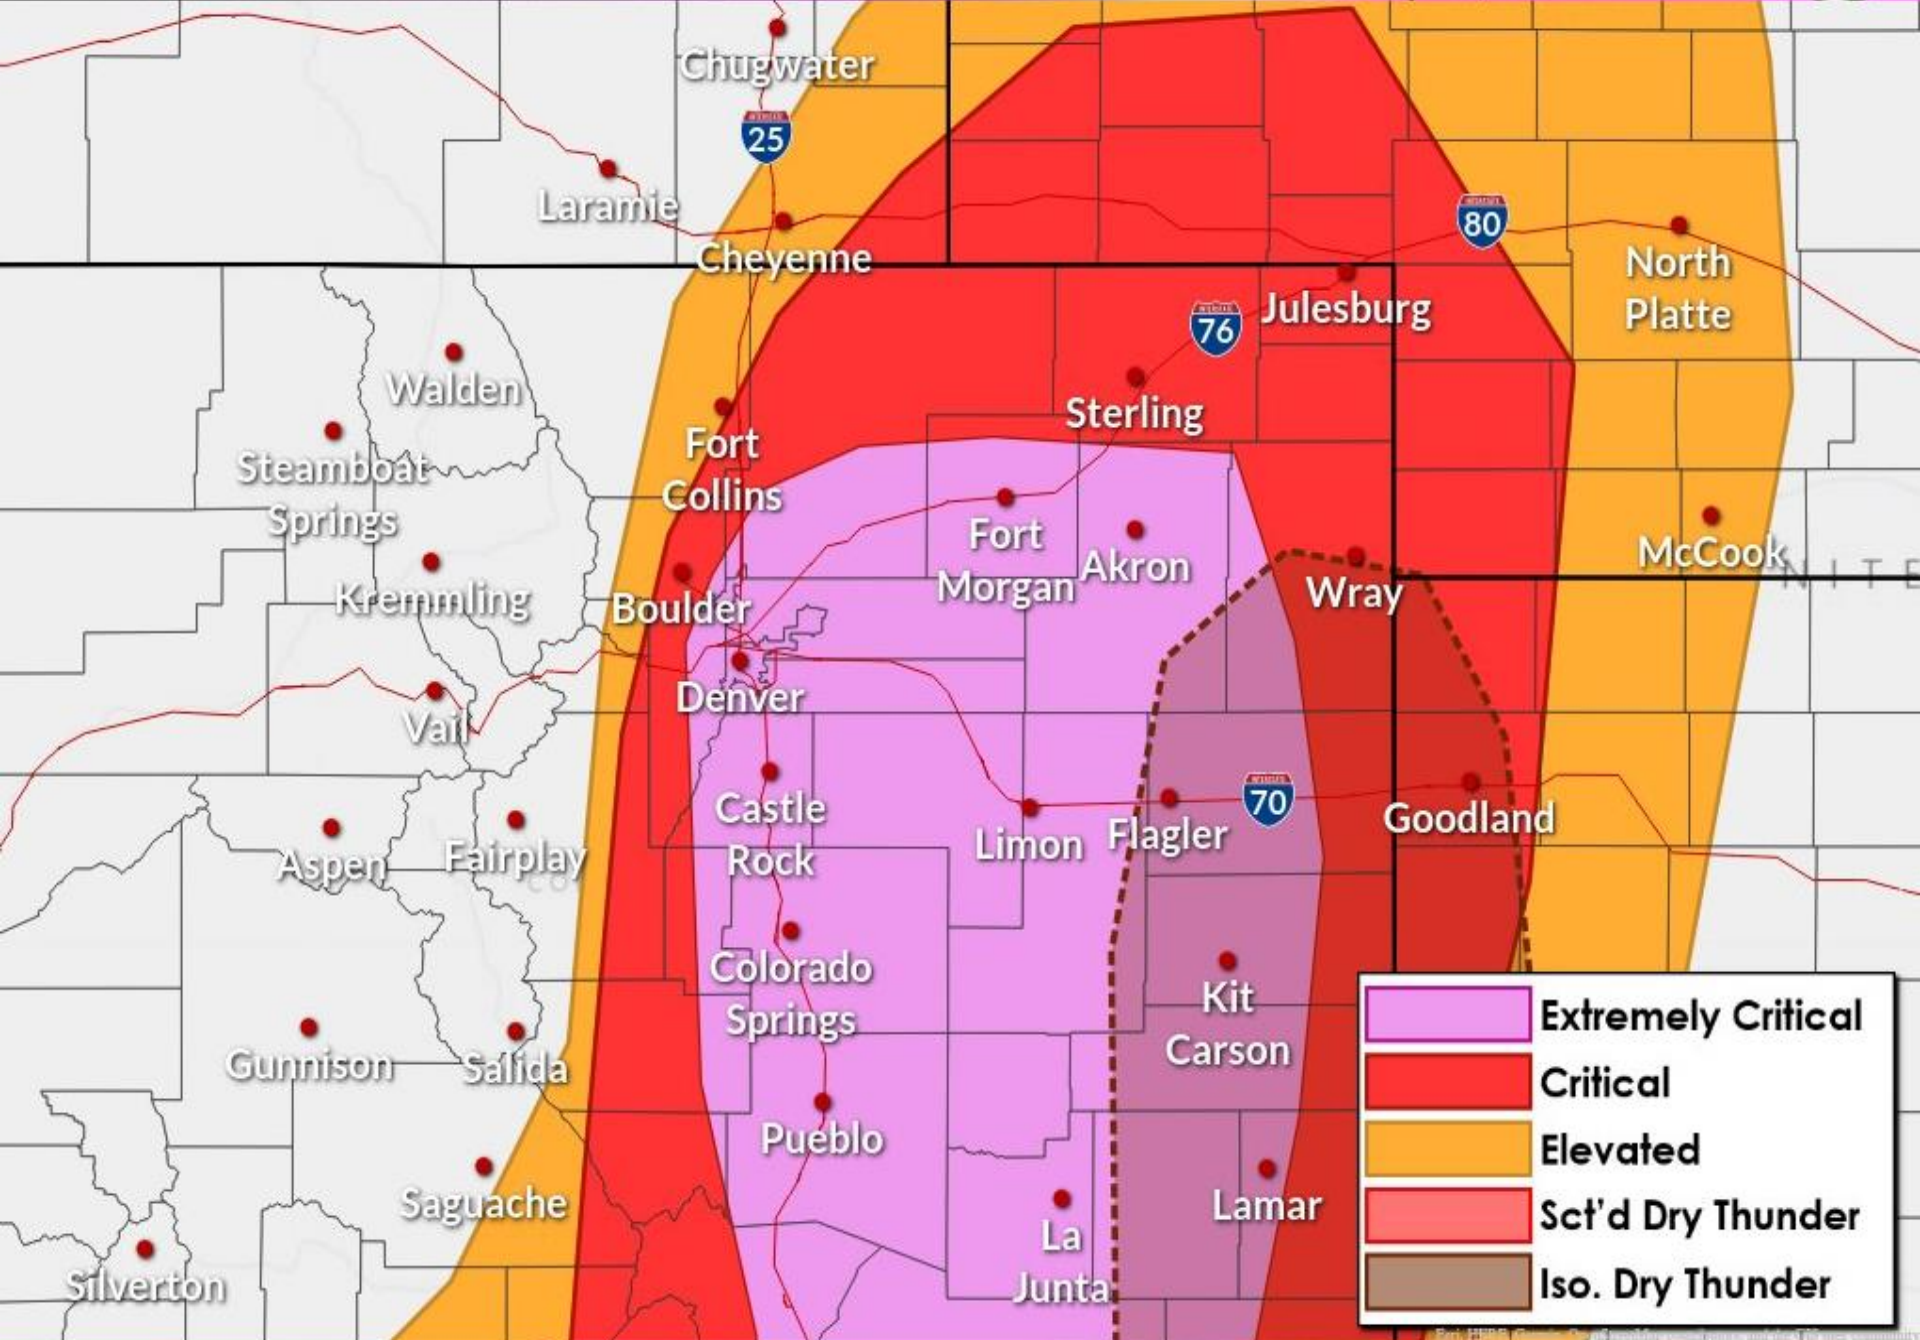 Chugwater
25
Laramie
Cheyenne
80
North
Platte
Julesburg
76
Walden
Sterling
Fort
Collins
Steamboat
Springs
Fort
Morgan
Akron
McCook
Wray
Kremmling
Boulder
Denver
Vail
Castle
Rock
70
Limon
Flagler
Goodland
Aspen
Fairplay
Colorado
Springs
Kit
Carson
Gunnison
Salida
Pueblo
Saguache
La
Junta
Lamar
Silverton
Extremely Critical
Critical
Elevated
Sct'd Dry Thunder
Iso. Dry Thunder